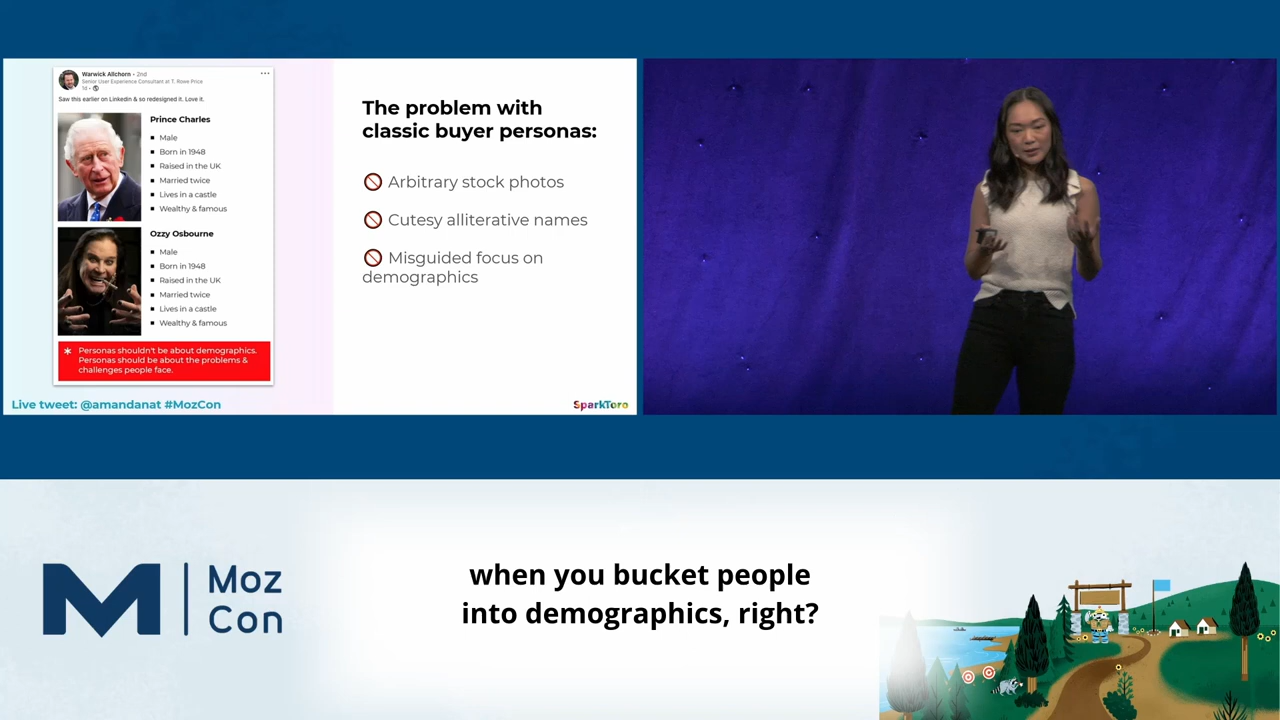 Warwick Allchorn • 2nd
Senior User Experience Consultant at T. Rowe Price
1d •
Saw this earlier on Linkedin & so redesigned it. Love it.
Prince Charles
▪ Male
▪ Born in 1948
▪ Raised in the UK
▪ Married twice
▪ Lives in a castle
▪ Wealthy & famous
Ozzy Osbourne
▪ Male
▪ Born in 1948
▪ Raised in the UK
▪ Married twice
▪ Lives in a castle
▪ Wealthy & famous
* Personas shouldn't be about demographics.
Personas should be about the problems &
challenges people face.
Live tweet: @amandanat #MozCon
The problem with
classic buyer personas:
Arbitrary stock photos
Cutesy alliterative names
Misguided focus on
demographics
SparkToro
M | Moz
Con
when you bucket people
into demographics, right?